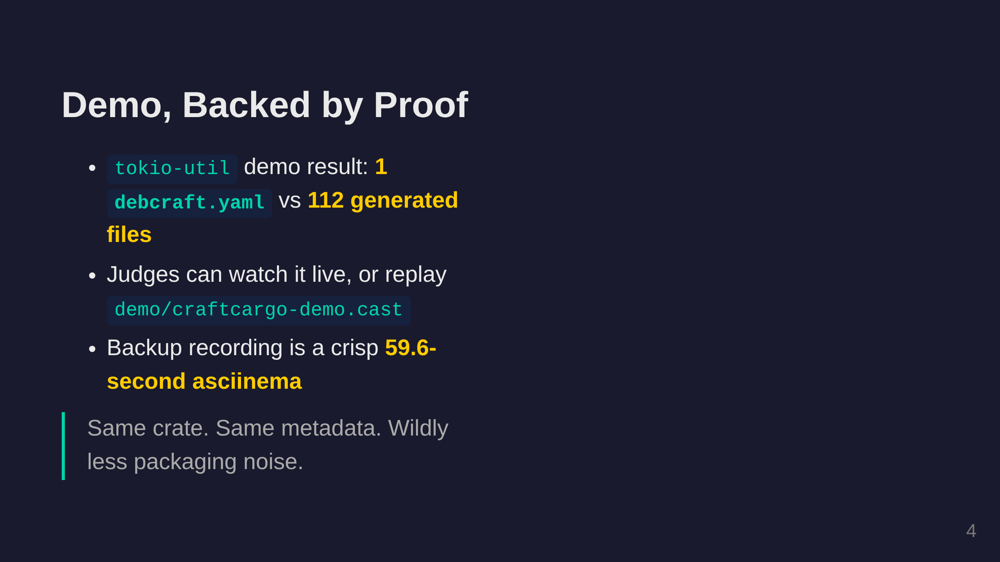 Demo, Backed by Proof
• tokio-util demo result: 1
debcraft.yaml vs 112 generated
files
• Judges can watch it live, or replay
demo/craftcargo-demo.cast
• Backup recording is a crisp 59.6-
second asciinema
Same crate. Same metadata. Wildly
less packaging noise.
4